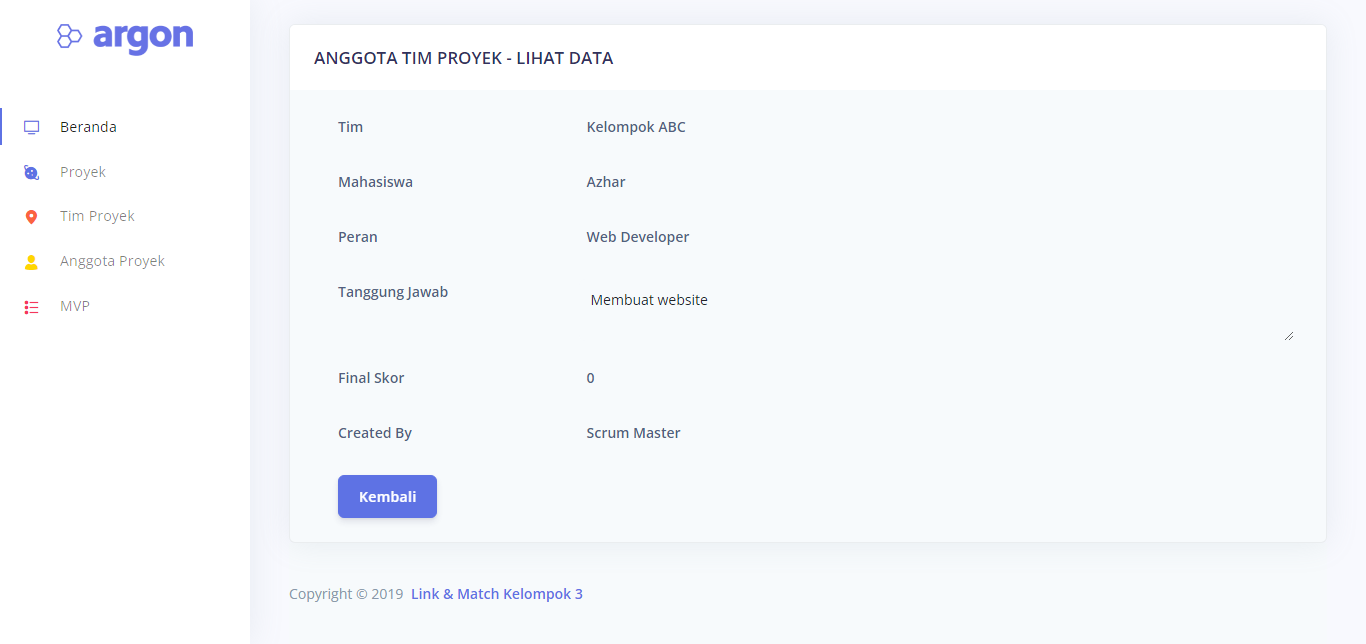 argon
Beranda
Proyek
Tim Proyek
Anggota Proyek
MVP
ANGGOTA TIM PROYEK - LIHAT DATA
Tim Kelompok ABC
Mahasiswa Azhar
Peran Web Developer
Tanggung Jawab Membuat website
Final Skor 0
Created By Scrum Master
Kembali
Copyright © 2019 Link & Match Kelompok 3